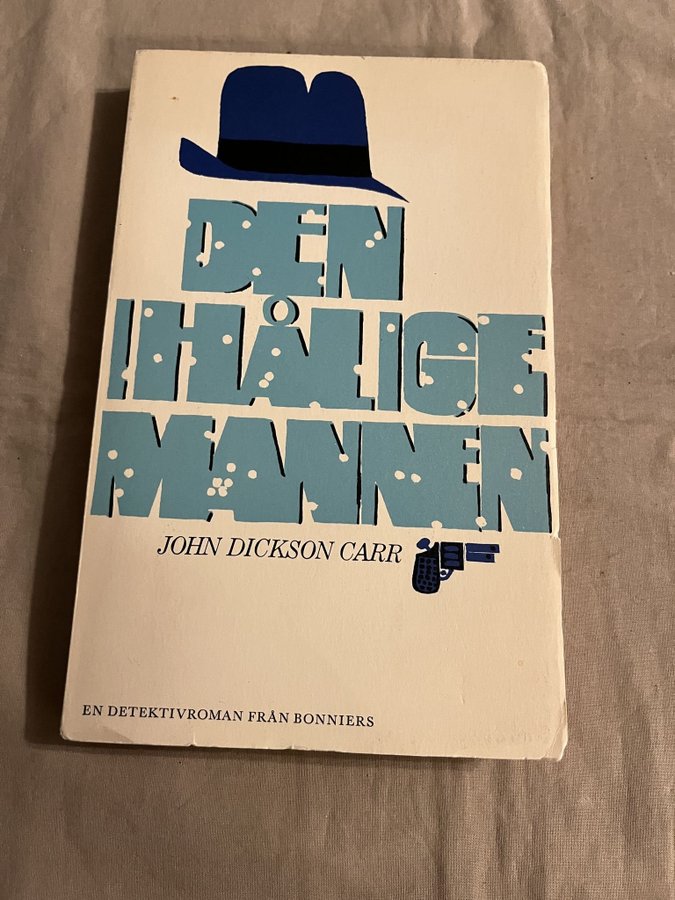 DEN
IHÅLIGE
MANNEN
JOHN DICKSON CARR
EN DETEKTIVROMAN FRÅN BONNIERS